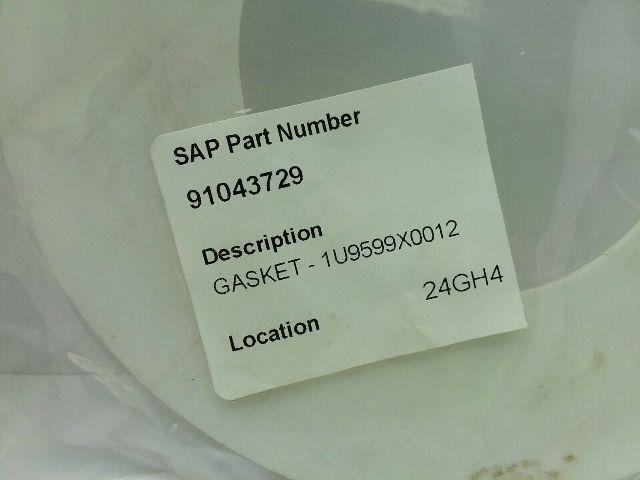 SAP Part Number
91043729
Description
GASKET - 1U9599X0012
24GH4
Location